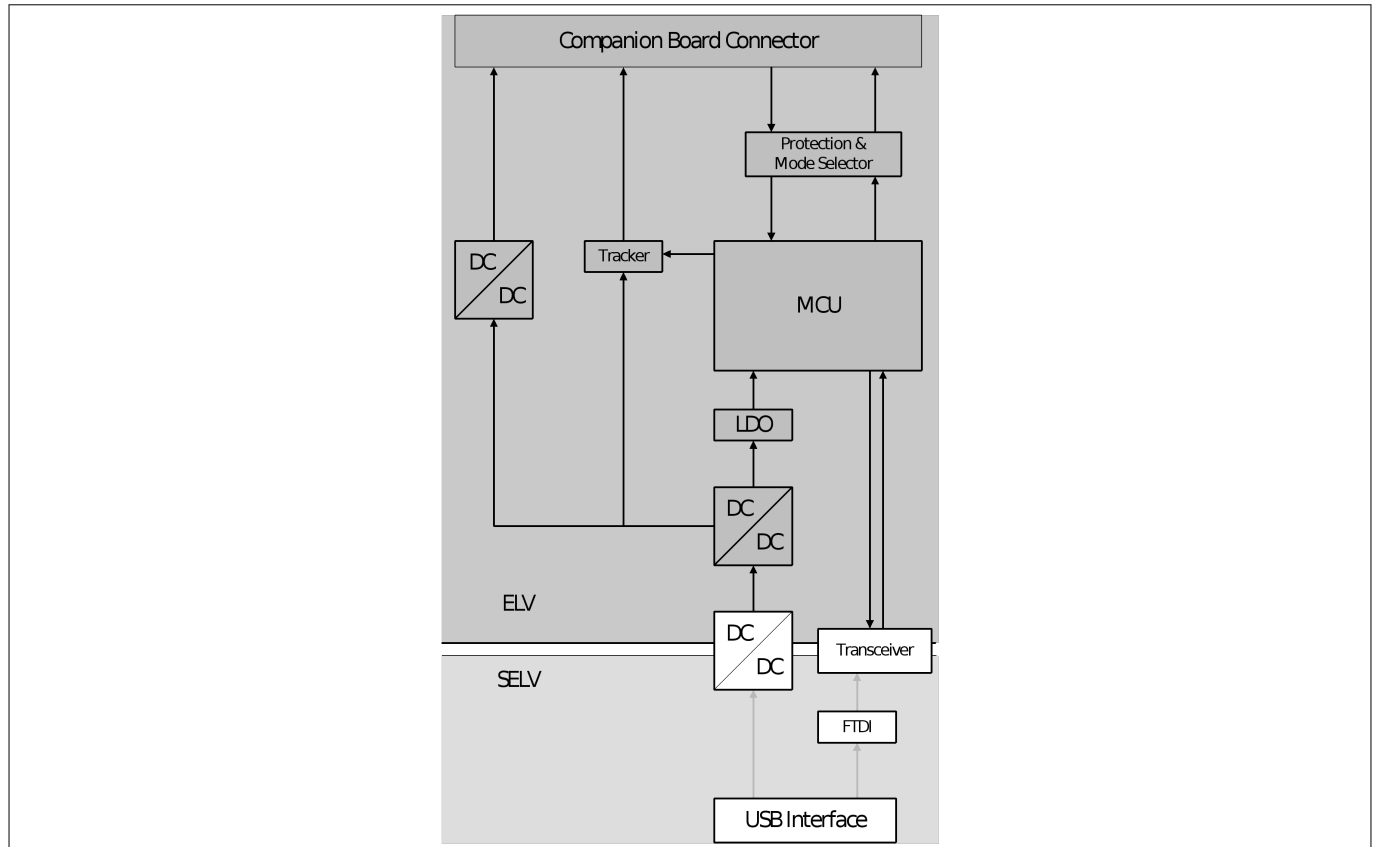 Companion Board Connector
Protection &
Mode Selector
DC
DC
Tracker
MCU
LDO
DC
DC
ELV
DC
DC
Transceiver
SELV
FTDI
USB Interface